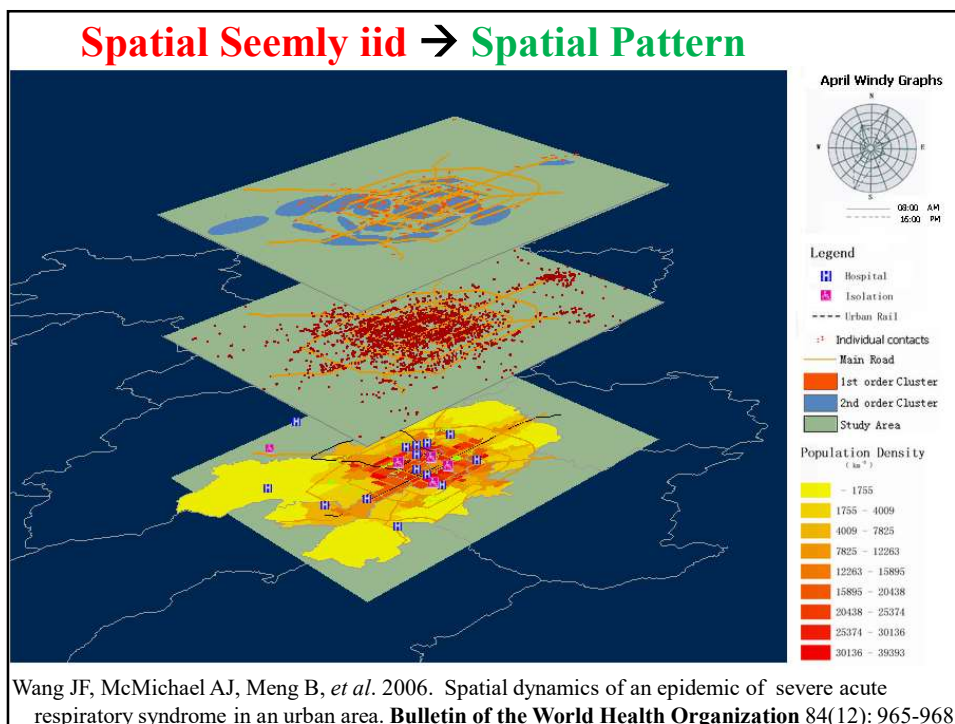 Spatial Seemly iid → Spatial Pattern
April Windy Graphs
N
W
E
S
08:00 AM
16:00 PM
Legend
Hospital
Isolation
Urban Rail
Individual contacts
Main Road
1st order Cluster
2nd order Cluster
Study Area
Population Density
- 1755
1755 - 4009
4009 - 7825
7825 - 12263
12263 - 15895
15895 - 20438
20438 - 25374
25374 - 30136
30136 - 39393
Wang JF, McMichael AJ, Meng B, et al. 2006. Spatial dynamics of an epidemic of severe acute
respiratory syndrome in an urban area. Bulletin of the World Health Organization 84(12): 965-968